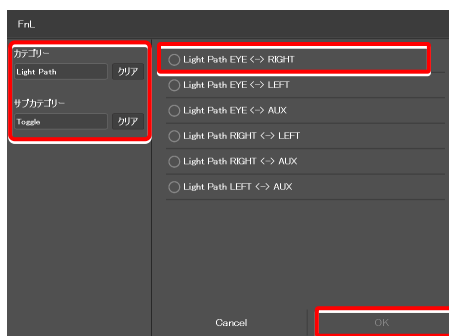 FnL
カテゴリー
Light Path
クリア
サブカテゴリー
Toggle
クリア
Light Path EYE <-> RIGHT
Light Path EYE <-> LEFT
Light Path EYE <-> AUX
Light Path RIGHT <-> LEFT
Light Path RIGHT <-> AUX
Light Path LEFT <-> AUX
Cancel
OK